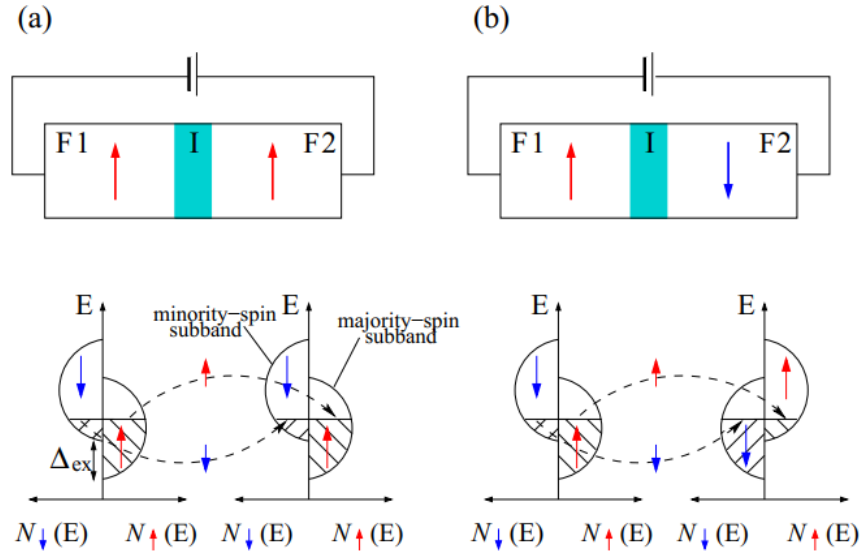 (a)
(b)
F1 I F2
F1 I F2
E
minority-spin
subband
E
majority-spin
subband
E
E
Δex
N↓(E) N↑(E) N↓(E) N↑(E)
N↓(E) N↑(E) N↓(E) N↑(E)